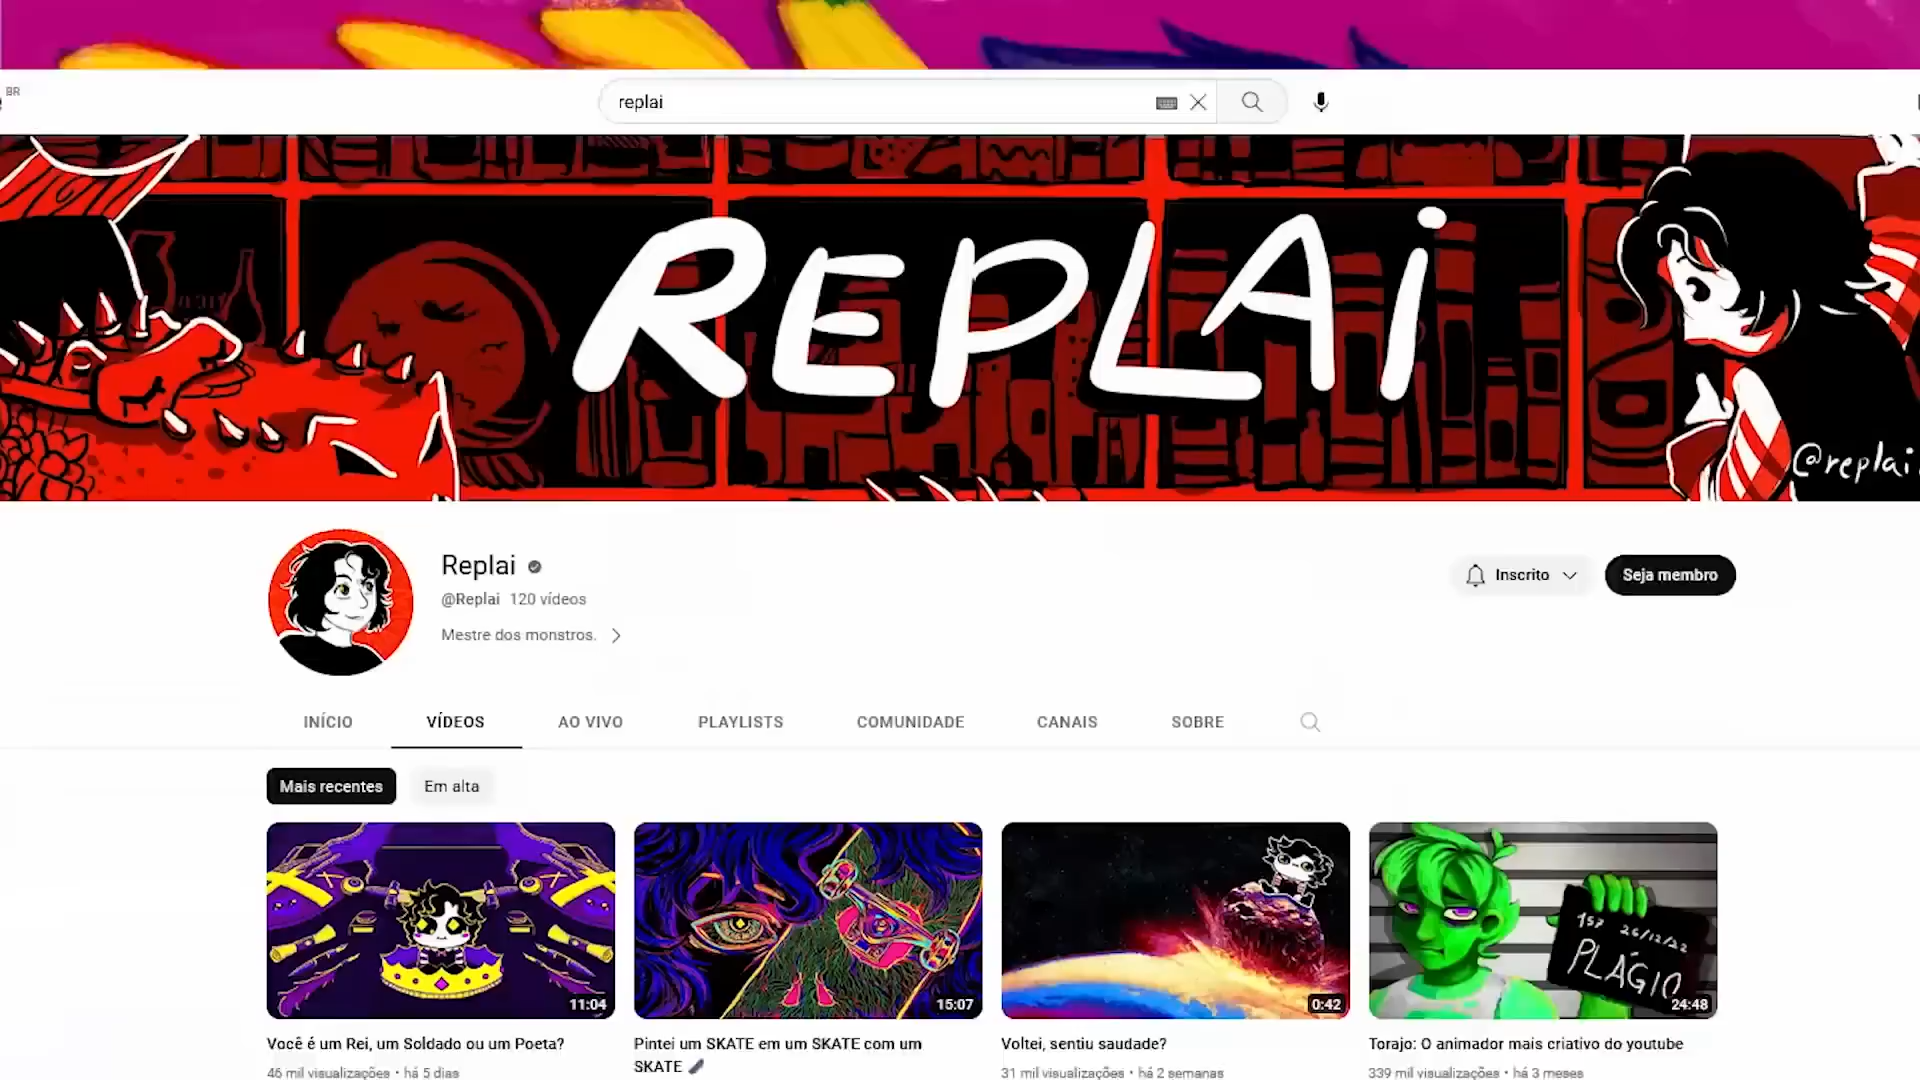 BR
replai
REPLAi
@replai
Replai
@Replai 120 vídeos
Mestre dos monstros.
Inscrito
Seja membro
INÍCIO
VÍDEOS
AO VIVO
PLAYLISTS
COMUNIDADE
CANAIS
SOBRE
Mais recentes
Em alta
11:04
15:07
0:42
157 26/12/22
PLÁGIO
24:48
Você é um Rei, um Soldado ou um Poeta?
46 mil visualizações • há 5 dias
Pintei um SKATE em um SKATE com um
SKATE
Voltei, sentiu saudade?
31 mil visualizações • há 2 semanas
Torajo: O animador mais criativo do youtube
339 mil visualizações • há 3 meses